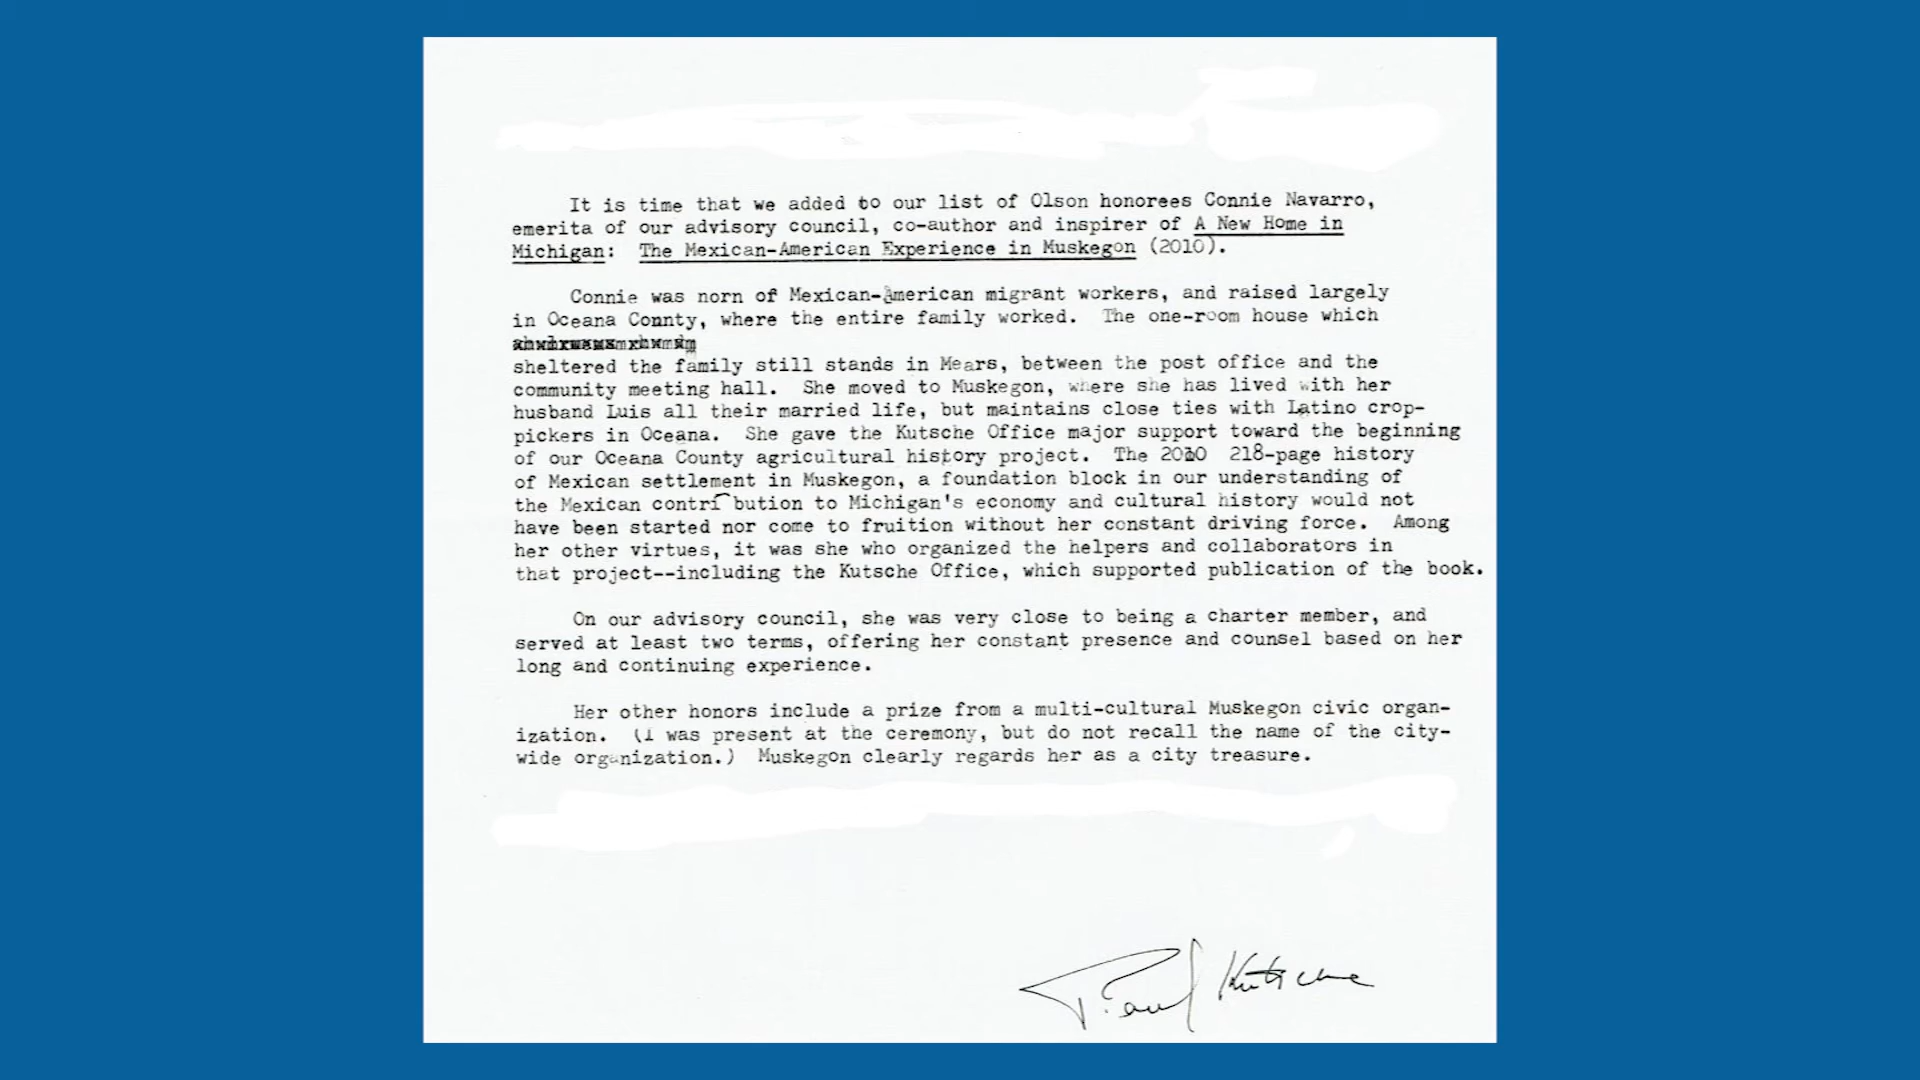 It is time that we added to our list of Olson honorees Connie Navarro,
emerita of our advisory council, co-author and inspirer of A New Home in
Michigan: The Mexican-American Experience in Muskegon (2010).
Connie was norn of Mexican-American migrant workers, and raised largely
in Oceana Connty, where the entire family worked. The one-room house which
sheltered the family still stands in Mears, between the post office and the
community meeting hall. She moved to Muskegon, where she has lived with her
husband Luis all their married life, but maintains close ties with Latino crop-
pickers in Oceana. She gave the Kutsche Office major support toward the beginning
of our Oceana County agricultural history project. The 2010 218-page history
of Mexican settlement in Muskegon, a foundation block in our understanding of
the Mexican contribution to Michigan's economy and cultural history would not
have been started nor come to fruition without her constant driving force. Among
her other virtues, it was she who organized the helpers and collaborators in
that project--including the Kutsche Office, which supported publication of the book.
On our advisory council, she was very close to being a charter member, and
served at least two terms, offering her constant presence and counsel based on her
long and continuing experience.
Her other honors include a prize from a multi-cultural Muskegon civic organ-
ization. (I was present at the ceremony, but do not recall the name of the city-
wide organization.) Muskegon clearly regards her as a city treasure.
Paul Kutsche